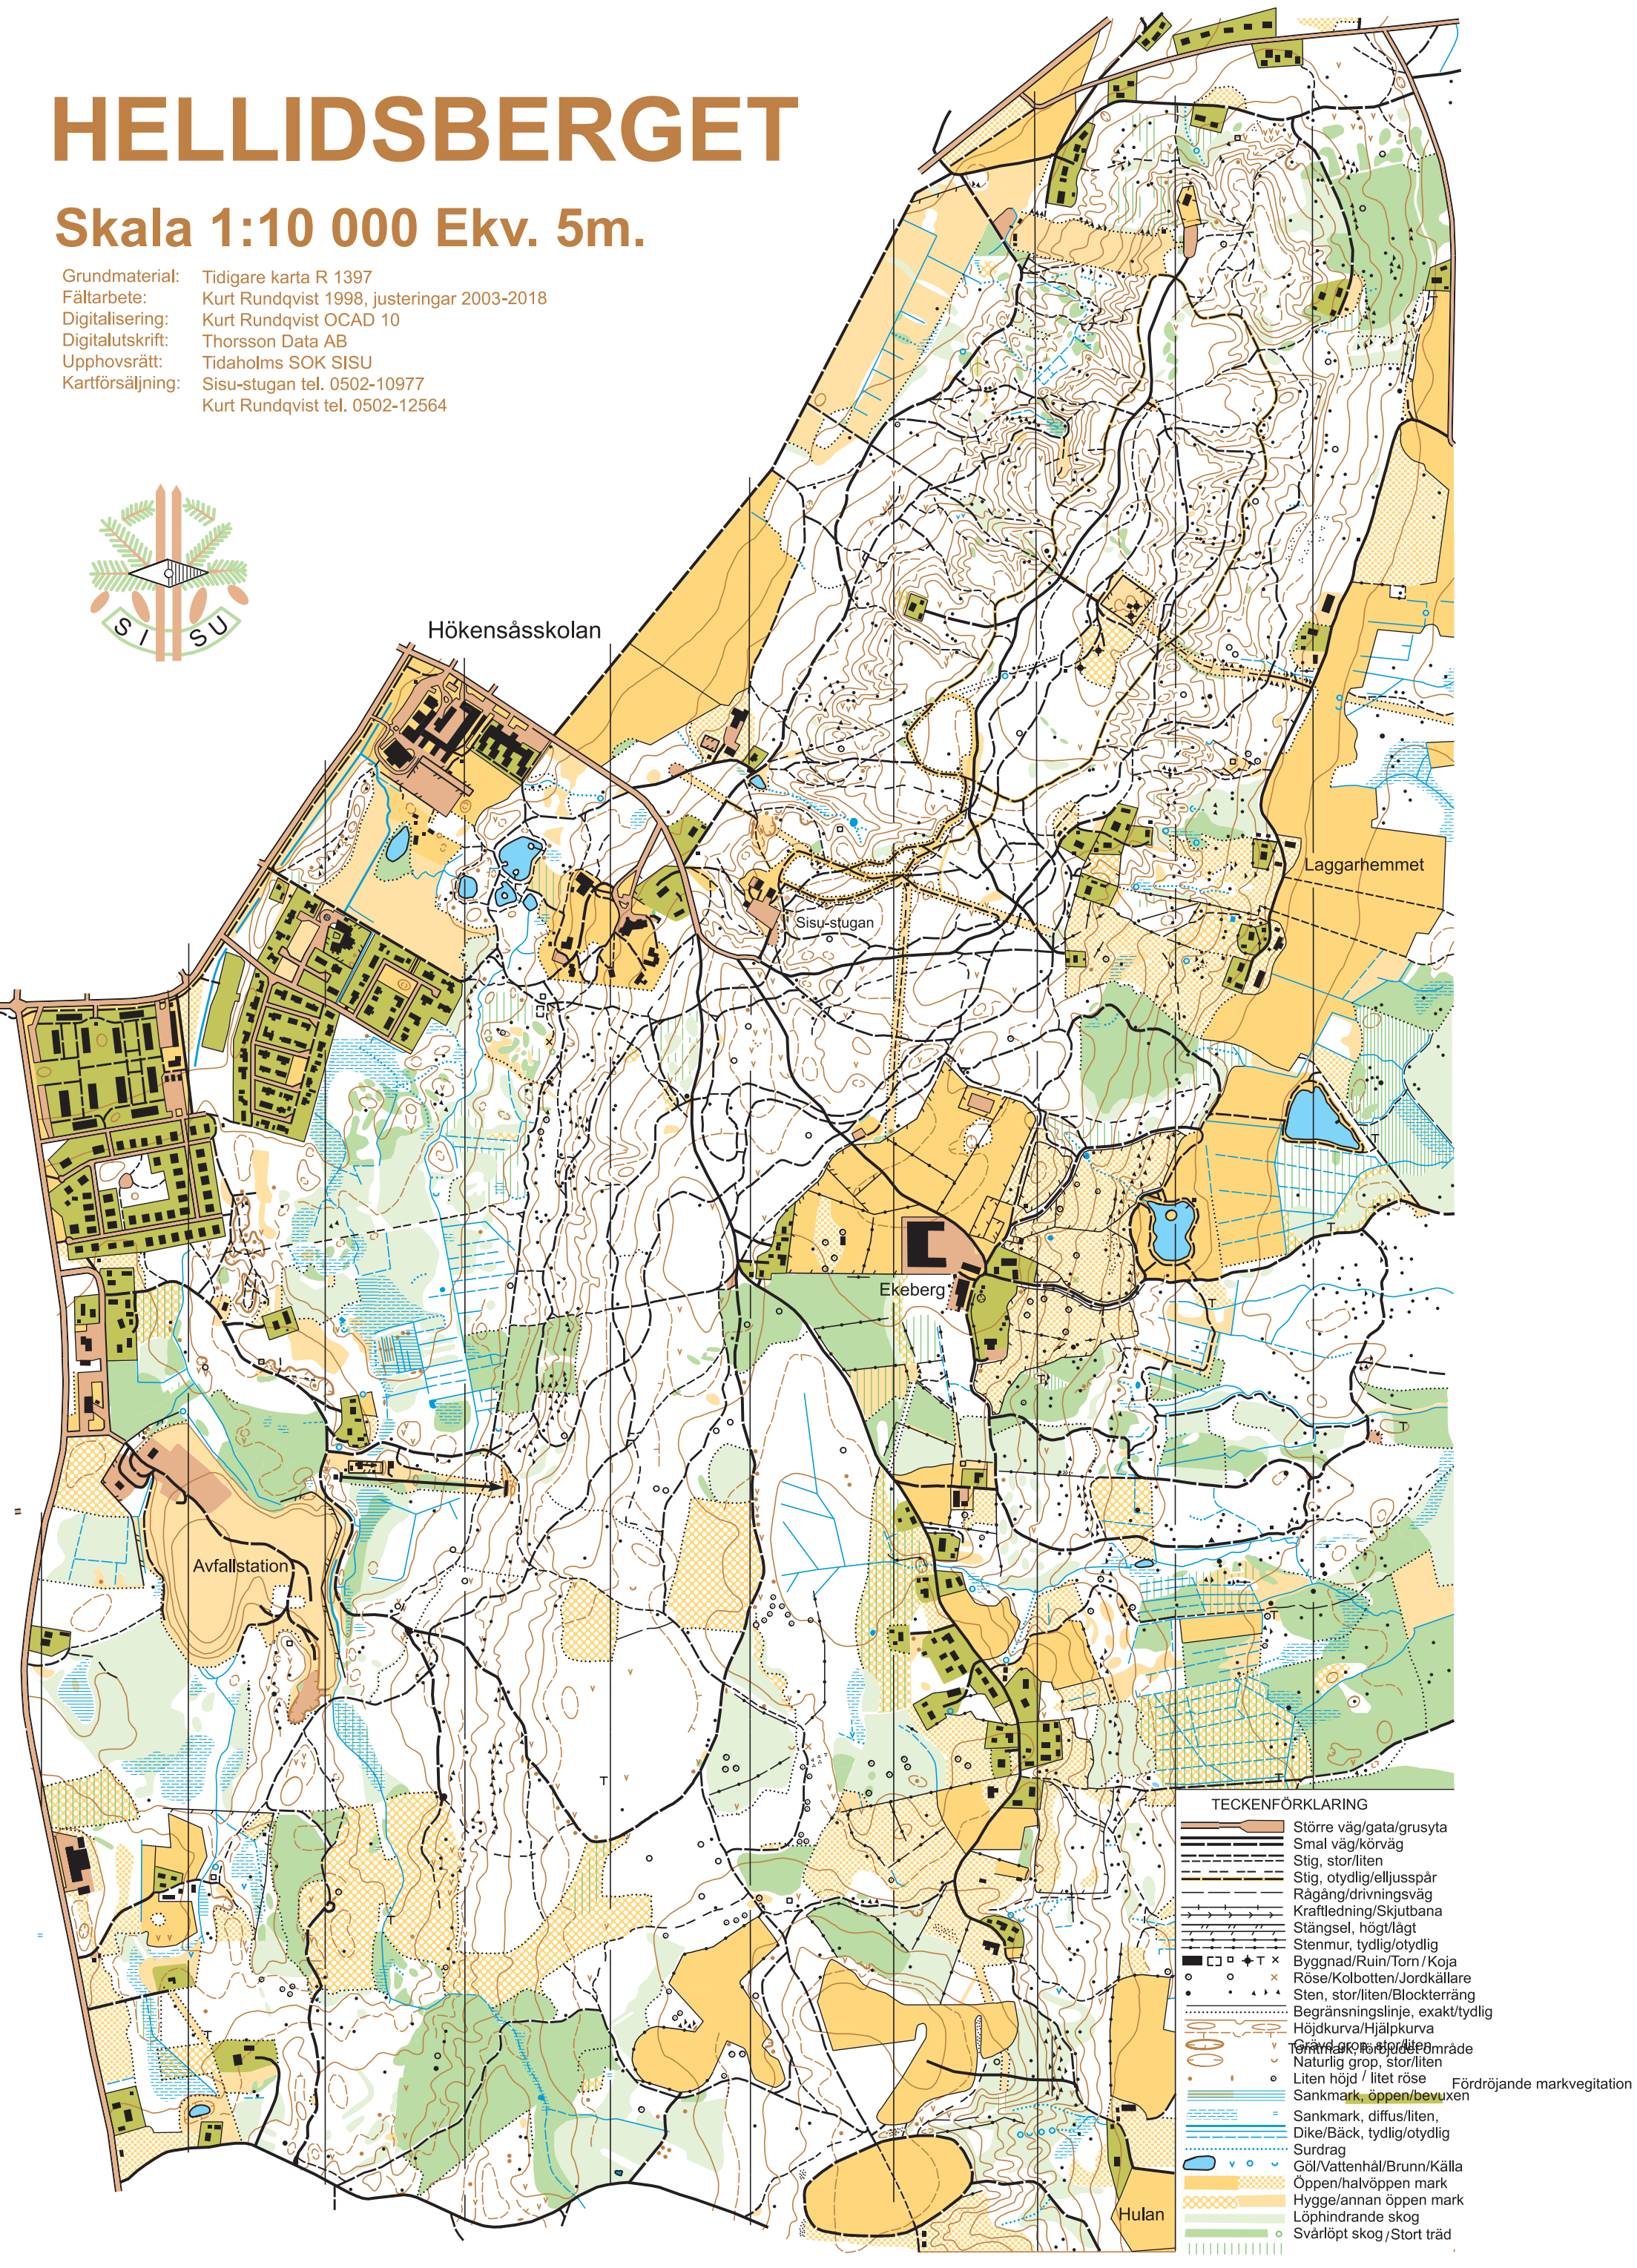 HELLIDSBERGET
Skala 1:10 000 Ekv. 5m.
Grundmaterial: Tidigare karta R 1397
Fältarbete: Kurt Rundqvist 1998, justeringar 2003-2018
Digitalisering: Kurt Rundqvist OCAD 10
Digitalutskrift: Thorsson Data AB
Upphovsrätt: Tidaholms SOK SISU
Kartförsäljning: Sisu-stugan tel. 0502-10977
Kurt Rundqvist tel. 0502-12564
SISU
Hökensåsskolan
Laggarhemmet
Sisu-stugan
Ekeberg
Avfallstation
Hulan
TECKENFÖRKLARING
Större väg/gata/grusyta
Smal väg/körväg
Stig, stor/liten
Stig, otydlig/elljusspår
Rågång/drivningsväg
Kraftledning/Skjutbana
Stängsel, högt/lågt
Stenmur, tydlig/otydlig
Byggnad/Ruin/Torn/Koja
Röse/Kolbotten/Jordkällare
Sten, stor/liten/Blockterräng
Begränsningslinje, exakt/tydlig
Höjdkurva/Hjälpkurva
Grävd grop, stor/liten
Tomtmark, förbjudet område
Naturlig grop, stor/liten
Liten höjd / litet röse
Fördröjande markvegitation
Sankmark, öppen/bevuxen
Sankmark, diffus/liten,
Dike/Bäck, tydlig/otydlig
Surdrag
Göl/Vattenhål/Brunn/Källa
Öppen/halvöppen mark
Hygge/annan öppen mark
Löphindrande skog
Svårlöpt skog/Stort träd